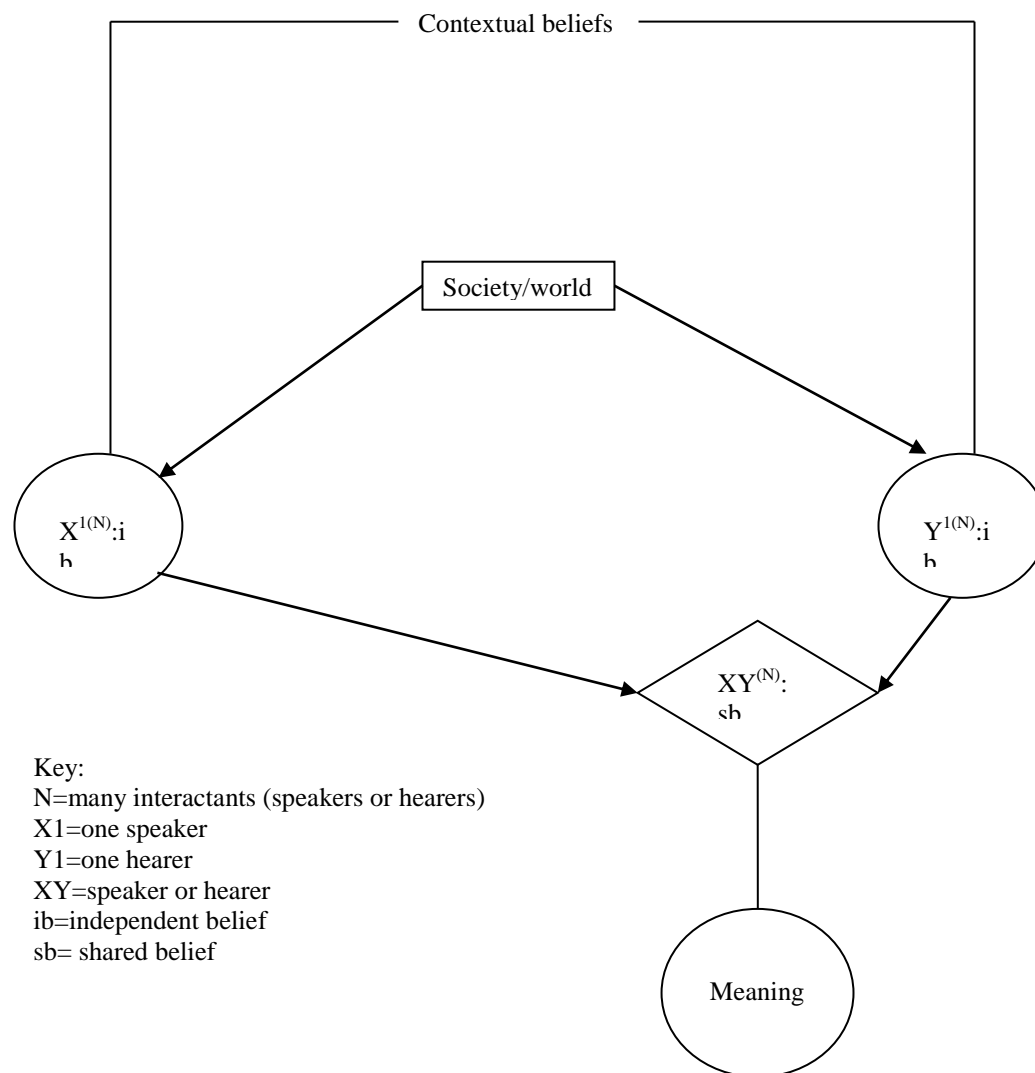 Contextual beliefs
Society/world
X1(N):i
b
Y1(N):i
b
XY(N):
sb
Key:
N=many interactants (speakers or hearers)
X1=one speaker
Y1=one hearer
XY=speaker or hearer
ib=independent belief
sb= shared belief
Meaning